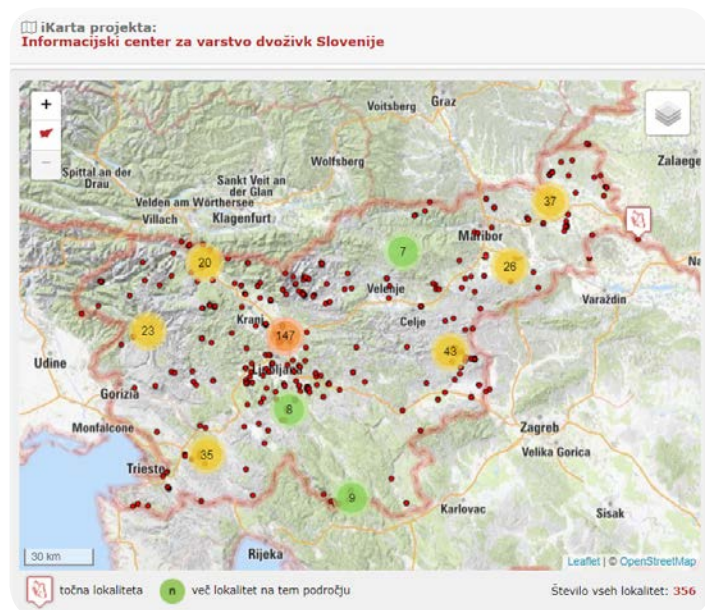 iKarta projekta:
Informacijski center za varstvo dvoživk Slovenije
+
−
Voitsberg
Graz
Wolfsberg
Zalaege
Spittal an der
Drau
Sankt Veit an
der Glan
Velden am Wörthersee
Villach
Klagenfurt
37
Maribor
7
20
26
Na
Velenje
Varaždin
Kranj
Celje
23
147
43
Udine
Ljubljana
Gorizia
8
Monfalcone
Zagreb
Velika Gorica
35
Trieste
9
Karlovac
Sisak
Rijeka
30 km
Leaflet | © OpenStreetMap
točna lokaliteta
n
več lokalitet na tem področju
Število vseh lokalitet: 356